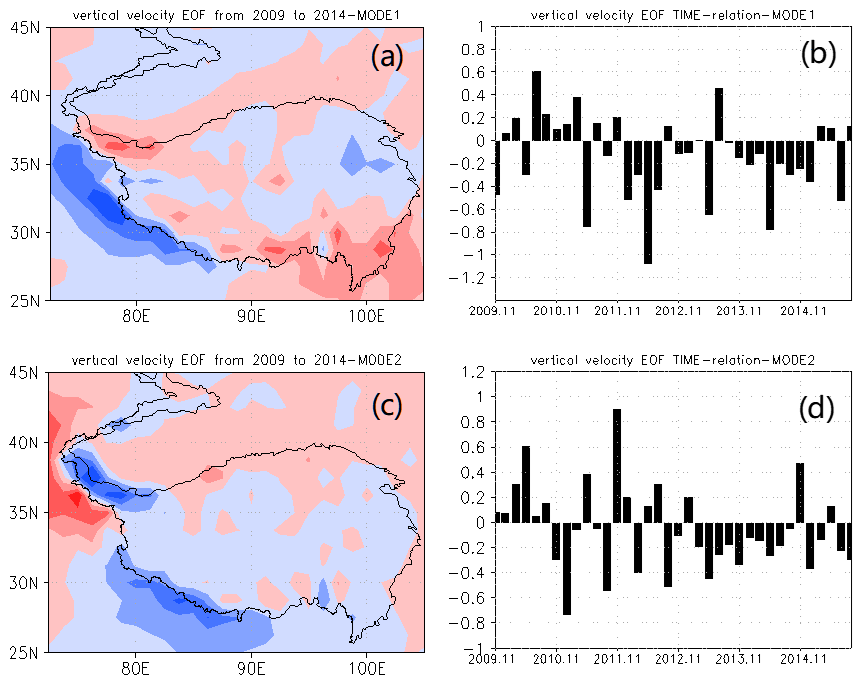 vertical velocity EOF from 2009 to 2014-MODE1
45N
40N
35N
30N
25N
80E 90E 100E
(a)
vertical velocity EOF TIME-relation-MODE1
1
0.8
0.6
0.4
0.2
0
-0.2
-0.4
-0.6
-0.8
-1
-1.2
2009.11 2010.11 2011.11 2012.11 2013.11 2014.11
(b)
vertical velocity EOF from 2009 to 2014-MODE2
45N
40N
35N
30N
25N
80E 90E 100E
(c)
vertical velocity EOF TIME-relation-MODE2
1.2
1
0.8
0.6
0.4
0.2
0
-0.2
-0.4
-0.6
-0.8
-1
2009.11 2010.11 2011.11 2012.11 2013.11 2014.11
(d)